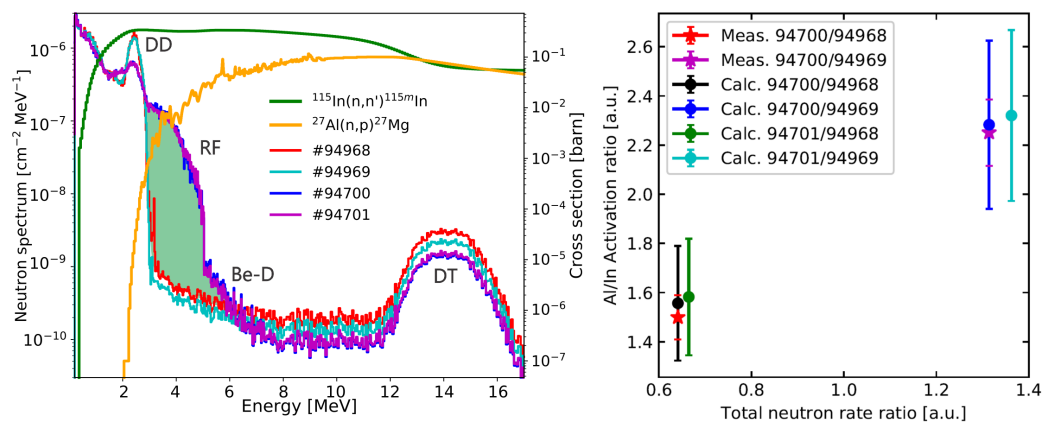 Neutron spectrum [cm⁻² MeV⁻¹]
10⁻⁶
10⁻⁷
10⁻⁸
10⁻⁹
10⁻¹⁰
DD
RF
Be-D
DT
¹¹⁵In(n,n')¹¹⁵ᵐIn
²⁷Al(n,p)²⁷Mg
#94968
#94969
#94700
#94701
10⁻¹
10⁻²
10⁻³
10⁻⁴
10⁻⁵
10⁻⁶
10⁻⁷
Cross section [barn]
2 4 6 8 10 12 14 16
Energy [MeV]
Al/In Activation ratio [a.u.]
2.6
2.4
2.2
2.0
1.8
1.6
1.4
Meas. 94700/94968
Meas. 94700/94969
Calc. 94700/94968
Calc. 94700/94969
Calc. 94701/94968
Calc. 94701/94969
0.6 0.8 1.0 1.2 1.4
Total neutron rate ratio [a.u.]